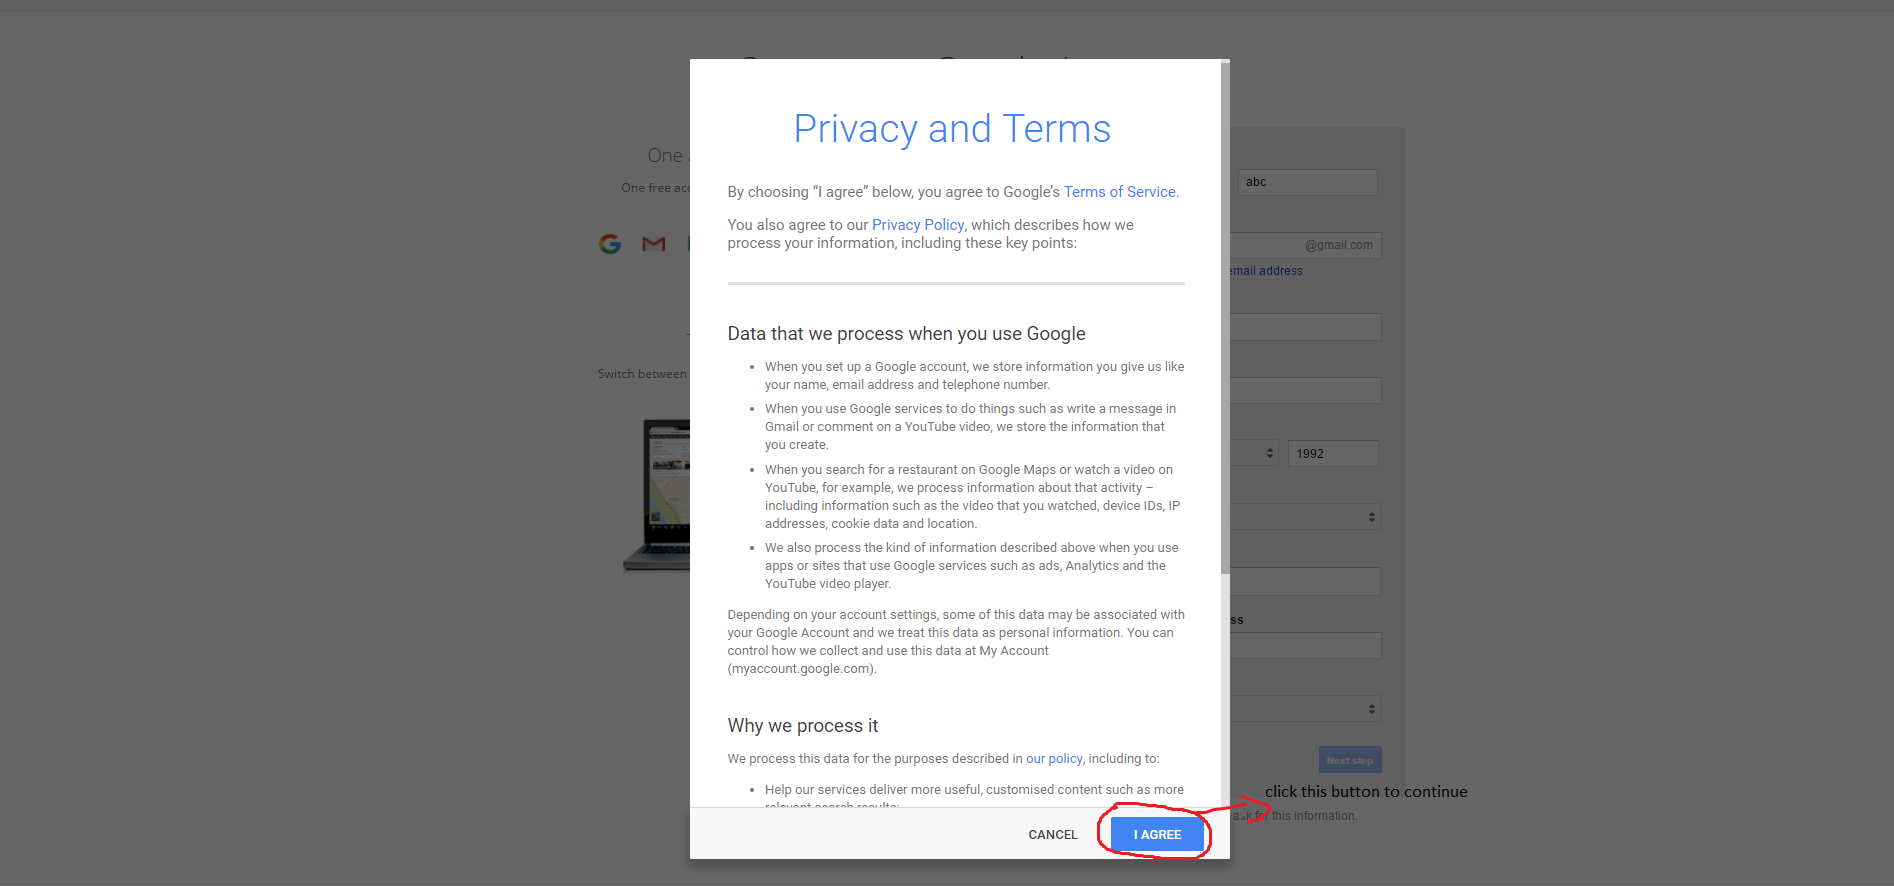 Privacy and Terms
By choosing “I agree” below, you agree to Google’s Terms of Service.
You also agree to our Privacy Policy, which describes how we
process your information, including these key points:
Data that we process when you use Google
• When you set up a Google account, we store information you give us like
your name, email address and telephone number.
• When you use Google services to do things such as write a message in
Gmail or comment on a YouTube video, we store the information that
you create.
• When you search for a restaurant on Google Maps or watch a video on
YouTube, for example, we process information about that activity –
including information such as the video that you watched, device IDs, IP
addresses, cookie data and location.
• We also process the kind of information described above when you use
apps or sites that use Google services such as ads, Analytics and the
YouTube video player.
Depending on your account settings, some of this data may be associated with
your Google Account and we treat this data as personal information. You can
control how we collect and use this data at My Account
(myaccount.google.com).
Why we process it
We process this data for the purposes described in our policy, including to:
• Help our services deliver more useful, customised content such as more
relevant search results;
CANCEL
I AGREE
One
One free
Switch between
abc
@gmail.com
email address
1992
Next step
click this button to continue
ask for this information.